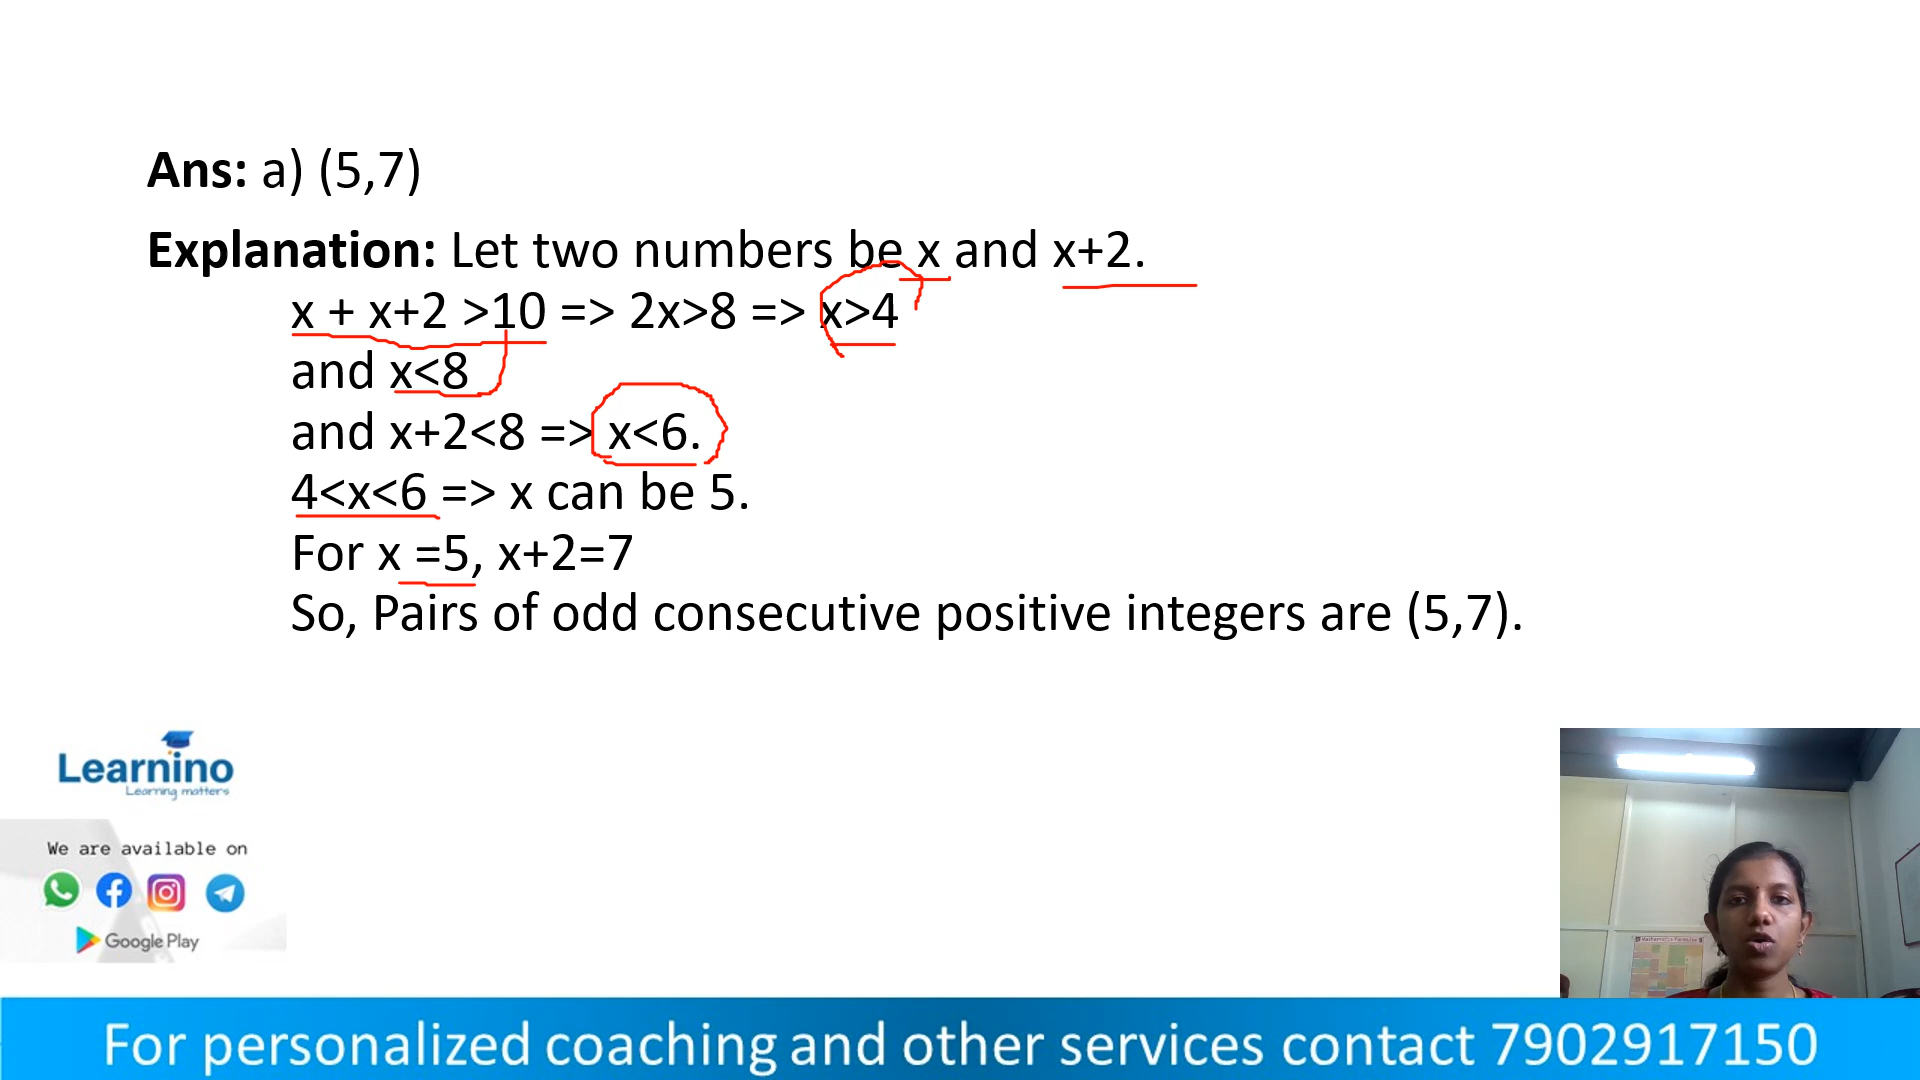 Ans: a) (5,7)
Explanation: Let two numbers be x and x+2.
x + x+2 >10 => 2x>8 => x>4
and x<8
and x+2<8 => x<6.
4<x<6 => x can be 5.
For x =5, x+2=7
So, Pairs of odd consecutive positive integers are (5,7).
Learnino
Learning matters
We are available on
Google Play
Mathematics Formulae
For personalized coaching and other services contact 7902917150